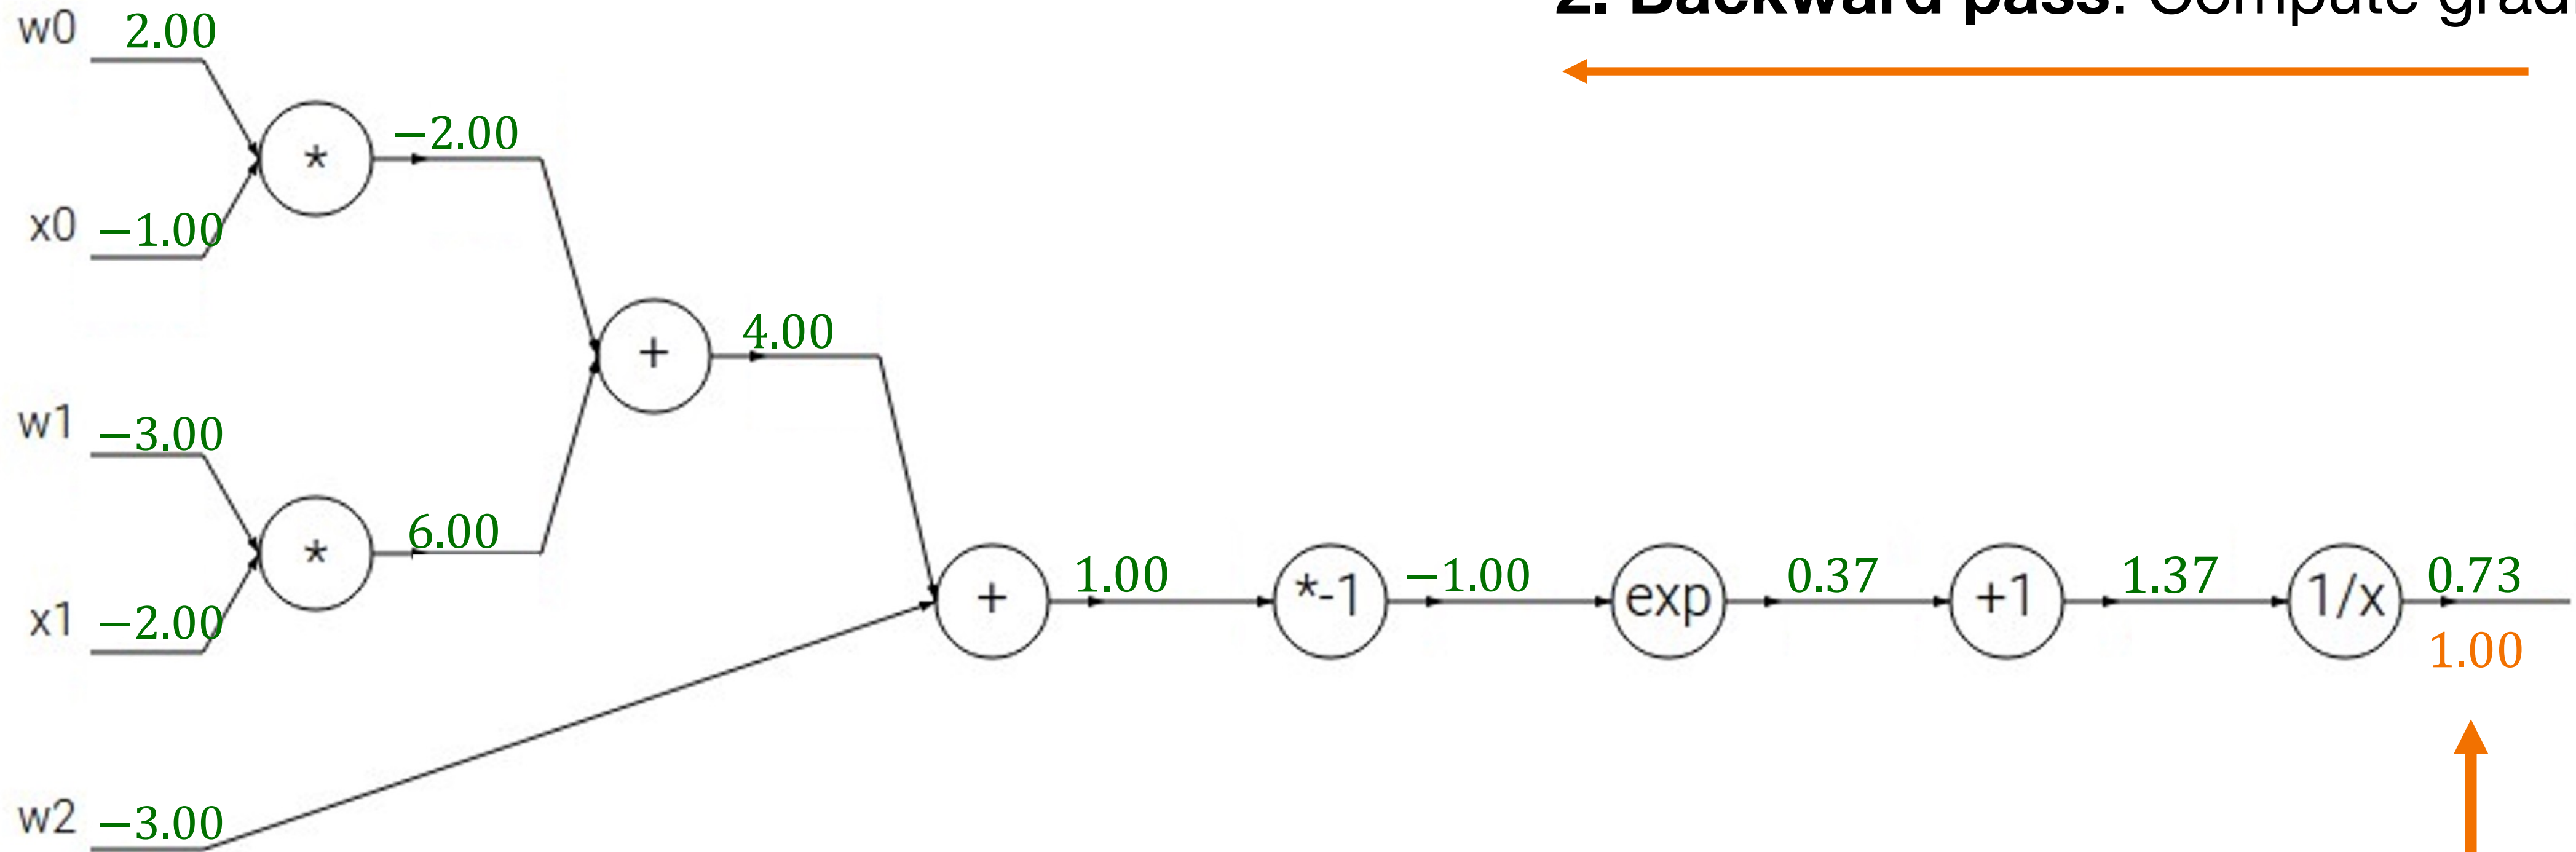 2. Backward pass: Compute grad
w0 2.00
* −2.00
x0 −1.00
+ 4.00
w1 −3.00
* 6.00
x1 −2.00
+ 1.00 *-1 −1.00 exp 0.37 +1 1.37 1/x 0.73
1.00
w2 −3.00